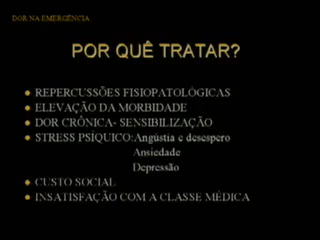 DOR NA EMERGÊNCIA
POR QUÊ TRATAR?
REPERCUSSÕES FISIOPATOLÓGICAS
ELEVAÇÃO DA MORBIDADE
DOR CRÔNICA- SENSIBILIZAÇÃO
STRESS PSÍQUICO:Angústia e desespero
Ansiedade
Depressão
CUSTO SOCIAL
INSATISFAÇÃO COM A CLASSE MÉDICA